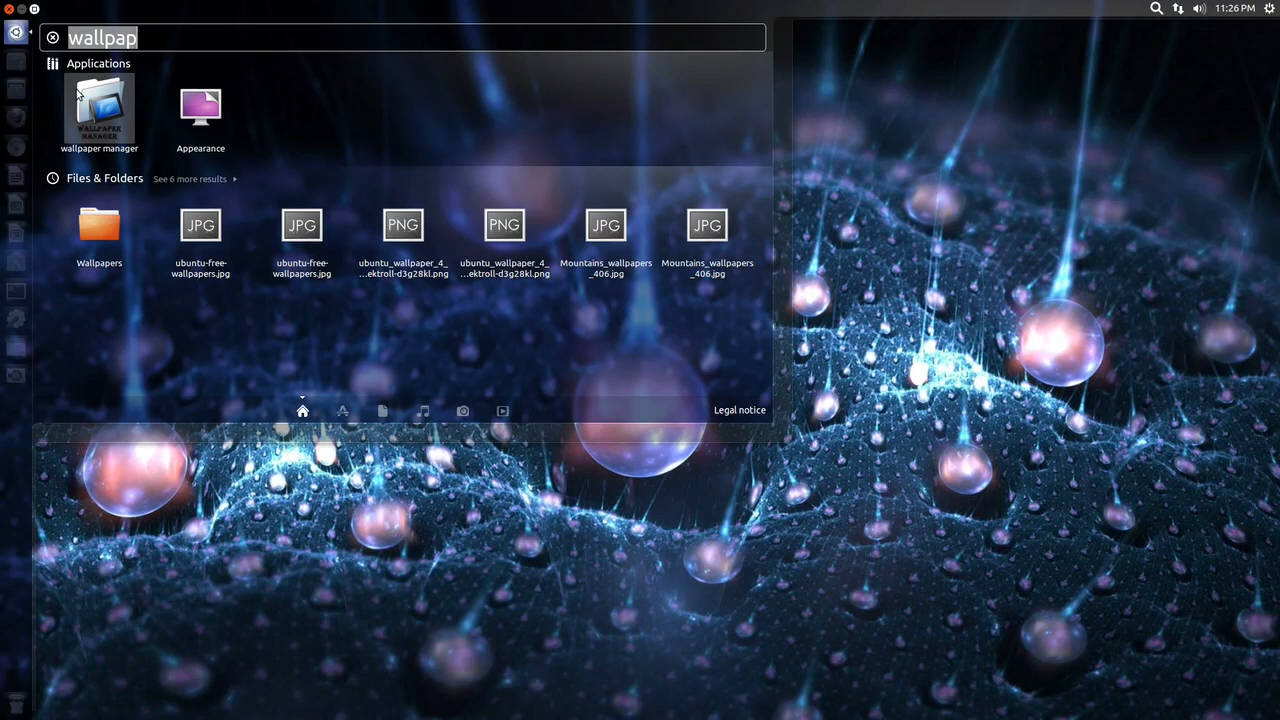 11:26 PM
wallpap
Applications
WALLPAPER
MANAGER
wallpaper manager
Appearance
Files & Folders See 6 more results
JPG
JPG
PNG
PNG
JPG
JPG
Wallpapers
ubuntu-free-
wallpapers.jpg
ubuntu-free-
wallpapers.jpg
ubuntu_wallpaper_4_
...ektroll-d3g28kl.png
ubuntu_wallpaper_4_
...ektroll-d3g28kl.png
Mountains_wallpapers
_406.jpg
Mountains_wallpapers
_406.jpg
Legal notice